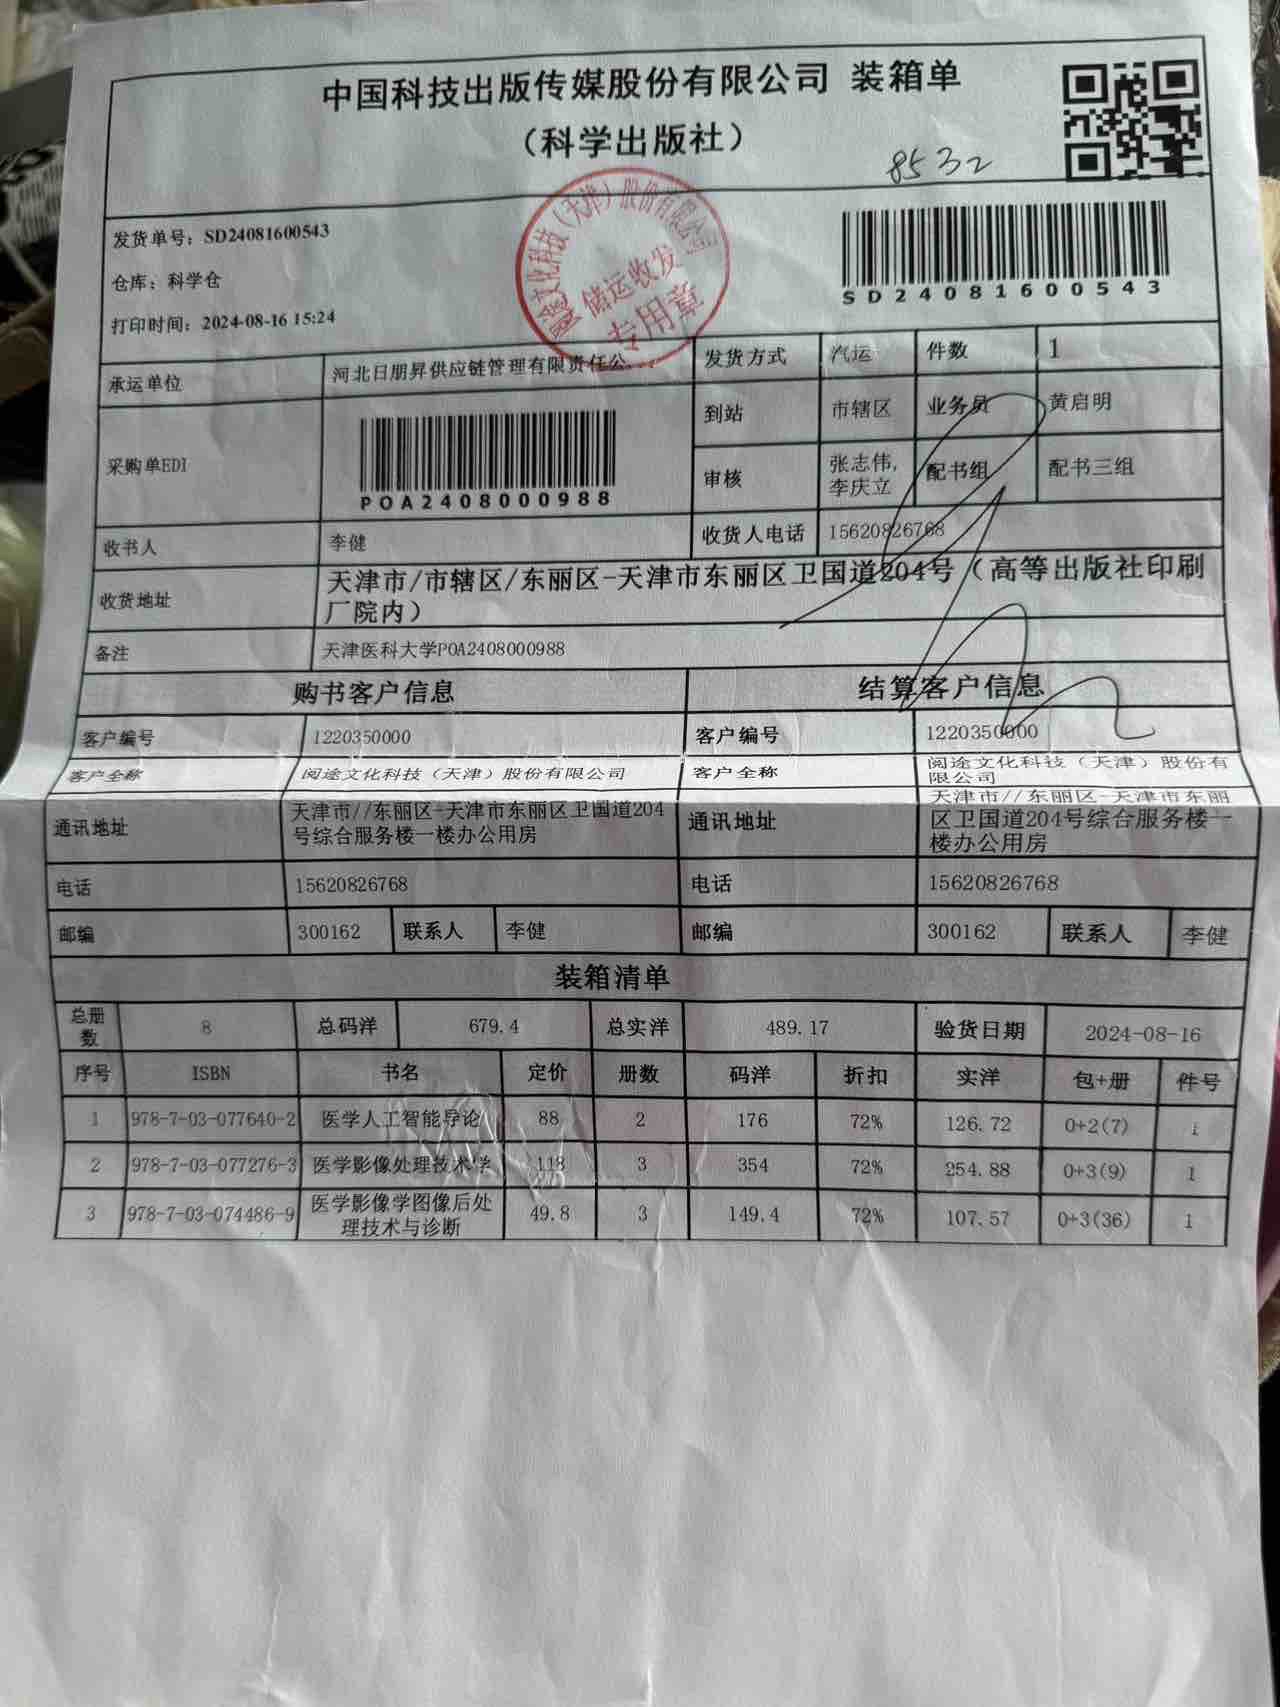 中国科技出版传媒股份有限公司 装箱单
（科学出版社）
8532
发货单号：SD24081600543
仓库：科学仓
打印时间：2024-08-16 15:24
SD24081600543
阅途文化科技（天津）股份有限公司
储运收发
专用章
承运单位 河北日朋昇供应链管理有限责任公... 发货方式 汽运 件数 1
采购单EDI POA2408000988 到站 市辖区 业务员 黄启明
审核 张志伟,李庆立 配书组 配书三组
收书人 李健 收货人电话 15620826768
收货地址 天津市/市辖区/东丽区-天津市东丽区卫国道204号（高等出版社印刷
厂院内）
备注 天津医科大学POA2408000988
购书客户信息 结算客户信息
客户编号 1220350000 客户编号 1220350000
客户全称 阅途文化科技（天津）股份有限公司 客户全称 阅途文化科技（天津）股份有
限公司
通讯地址 天津市//东丽区-天津市东丽区卫国道204
号综合服务楼一楼办公用房 通讯地址 天津市//东丽区-天津市东丽
区卫国道204号综合服务楼一
楼办公用房
电话 15620826768 电话 15620826768
邮编 300162 联系人 李健 邮编 300162 联系人 李健
装箱清单
总册数 8 总码洋 679.4 总实洋 489.17 验货日期 2024-08-16
序号 ISBN 书名 定价 册数 码洋 折扣 实洋 包+册 件号
1 978-7-03-077640-2 医学人工智能导论 88 2 176 72% 126.72 0+2(7) 1
2 978-7-03-077276-3 医学影像处理技术学 118 3 354 72% 254.88 0+3(9) 1
3 978-7-03-074486-9 医学影像学图像后处
理技术与诊断 49.8 3 149.4 72% 107.57 0+3(36) 1